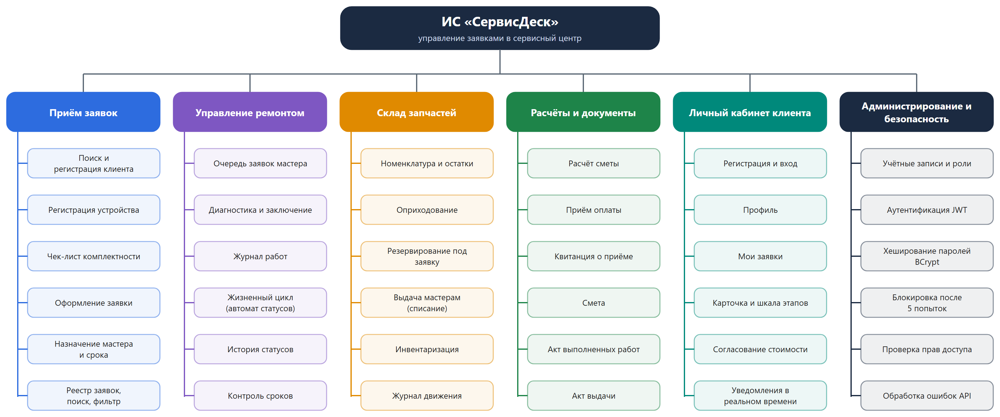 ИС «СервисДеск»
управление заявками в сервисный центр
Приём заявок
Поиск и
регистрация клиента
Регистрация устройства
Чек-лист комплектности
Оформление заявки
Назначение мастера
и срока
Реестр заявок,
поиск, фильтр
Управление ремонтом
Очередь заявок мастера
Диагностика и заключение
Журнал работ
Жизненный цикл
(автомат статусов)
История статусов
Контроль сроков
Склад запчастей
Номенклатура и остатки
Оприходование
Резервирование под
заявку
Выдача мастерам
(списание)
Инвентаризация
Журнал движения
Расчёты и документы
Расчёт сметы
Приём оплаты
Квитанция о приёме
Смета
Акт выполненных работ
Акт выдачи
Личный кабинет клиента
Регистрация и вход
Профиль
Мои заявки
Карточка и шкала этапов
Согласование стоимости
Уведомления в
реальном времени
Администрирование и
безопасность
Учётные записи и роли
Аутентификация JWT
Хеширование паролей
BCrypt
Блокировка после
5 попыток
Проверка прав доступа
Обработка ошибок API